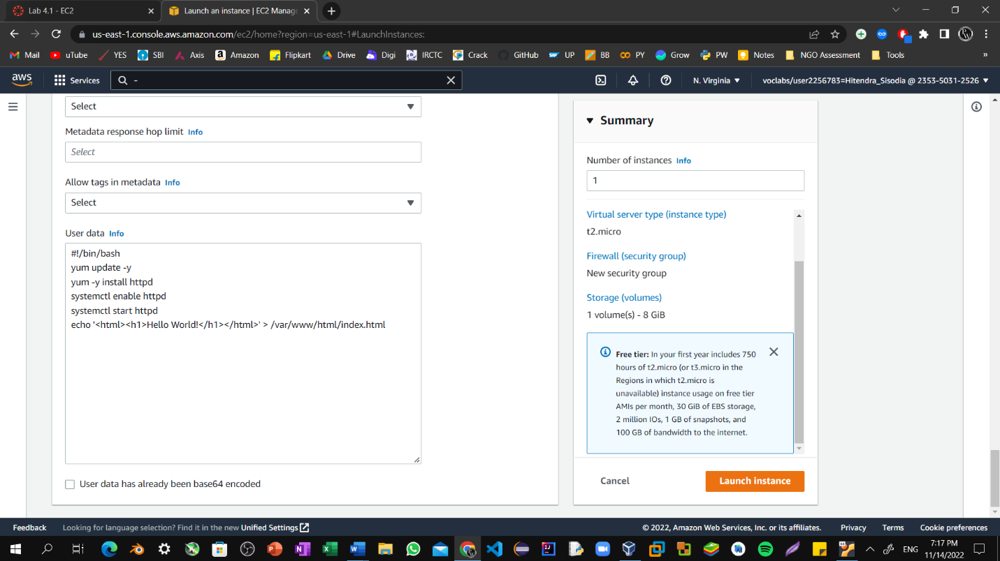 Lab 4.1 - EC2
Launch an instance | EC2 Manage
us-east-1.console.aws.amazon.com/ec2/home?region=us-east-1#LaunchInstances:
Mail uTube YES SBI Axis Amazon Flipkart Drive Digi IRCTC Crack GitHub UP BB PY Grow PW Notes NGO Assessment Tools »
aws Services - N. Virginia voclabs/user2256783=Hitendra_Sisodia @ 2353-5031-2526
Select
Metadata response hop limit Info
Select
Allow tags in metadata Info
Select
User data Info
#!/bin/bash
yum update -y
yum -y install httpd
systemctl enable httpd
systemctl start httpd
echo '<html><h1>Hello World!</h1></html>' > /var/www/html/index.html
User data has already been base64 encoded
Summary
Number of instances Info
1
Virtual server type (instance type)
t2.micro
Firewall (security group)
New security group
Storage (volumes)
1 volume(s) - 8 GiB
Free tier: In your first year includes 750
hours of t2.micro (or t3.micro in the
Regions in which t2.micro is
unavailable) instance usage on free tier
AMIs per month, 30 GiB of EBS storage,
2 million IOs, 1 GB of snapshots, and
100 GB of bandwidth to the internet.
Cancel Launch instance
Feedback Looking for language selection? Find it in the new Unified Settings © 2022, Amazon Web Services, Inc. or its affiliates. Privacy Terms Cookie preferences
ENG
7:17 PM
11/14/2022